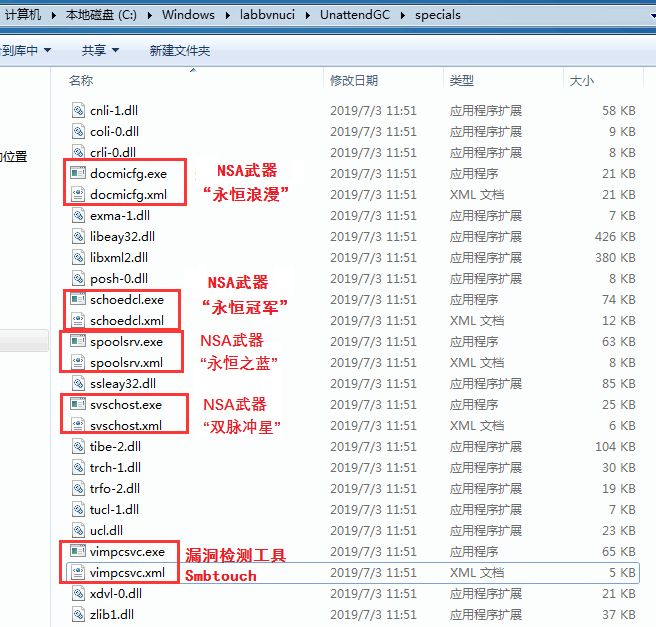 计算机 ▸ 本地磁盘 (C:) ▸ Windows ▸ labbvnuci ▸ UnattendGC ▸ specials
到库中 共享 新建文件夹
名称 修改日期 类型 大小
的位置
cnli-1.dll 2019/7/3 11:51 应用程序扩展 58 KB
coli-0.dll 2019/7/3 11:51 应用程序扩展 9 KB
crli-0.dll 2019/7/3 11:51 应用程序扩展 8 KB
docmicfg.exe NSA武器 2019/7/3 11:51 应用程序 21 KB
docmicfg.xml “永恒浪漫” 2019/7/3 11:51 XML 文档 21 KB
exma-1.dll 2019/7/3 11:51 应用程序扩展 7 KB
libeay32.dll 2019/7/3 11:51 应用程序扩展 426 KB
libxml2.dll 2019/7/3 11:51 应用程序扩展 380 KB
posh-0.dll NSA武器 2019/7/3 11:51 应用程序扩展 8 KB
schoedcl.exe “永恒冠军” 2019/7/3 11:51 应用程序 74 KB
schoedcl.xml 2019/7/3 11:51 XML 文档 12 KB
spoolsrv.exe NSA武器 2019/7/3 11:51 应用程序 63 KB
spoolsrv.xml “永恒之蓝” 2019/7/3 11:51 XML 文档 8 KB
ssleay32.dll 2019/7/3 11:51 应用程序扩展 85 KB
svschost.exe NSA武器 2019/7/3 11:51 应用程序 25 KB
svschost.xml “双脉冲星” 2019/7/3 11:51 XML 文档 6 KB
tibe-2.dll 2019/7/3 11:51 应用程序扩展 104 KB
trch-1.dll 2019/7/3 11:51 应用程序扩展 30 KB
trfo-2.dll 2019/7/3 11:51 应用程序扩展 19 KB
tucl-1.dll 2019/7/3 11:51 应用程序扩展 7 KB
ucl.dll 2019/7/3 11:51 应用程序扩展 23 KB
vimpcsvc.exe 漏洞检测工具 2019/7/3 11:51 应用程序 65 KB
vimpcsvc.xml Smbtouch 2019/7/3 11:51 XML 文档 5 KB
xdvl-0.dll 2019/7/3 11:51 应用程序扩展 21 KB
zlib1.dll 2019/7/3 11:51 应用程序扩展 37 KB